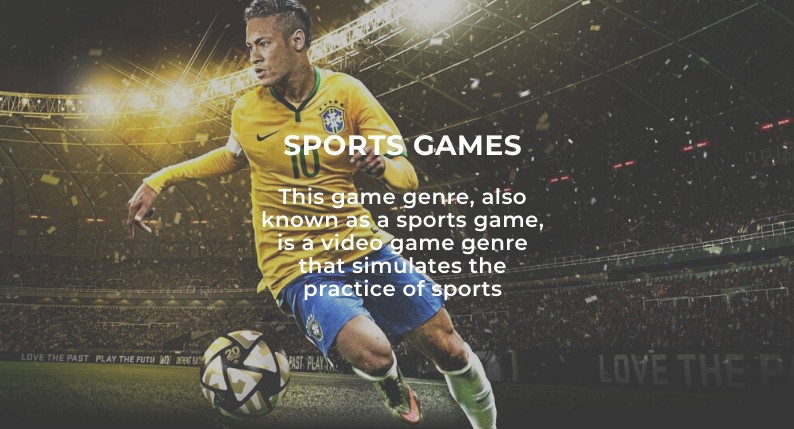 SPORTS GAMES
10
This game genre, also
known as a sports game,
is a video game genre
that simulates the
practice of sports
20
LOVE THE PAST PLAY THE FUTU
PAST PLAY
LOVE THE P